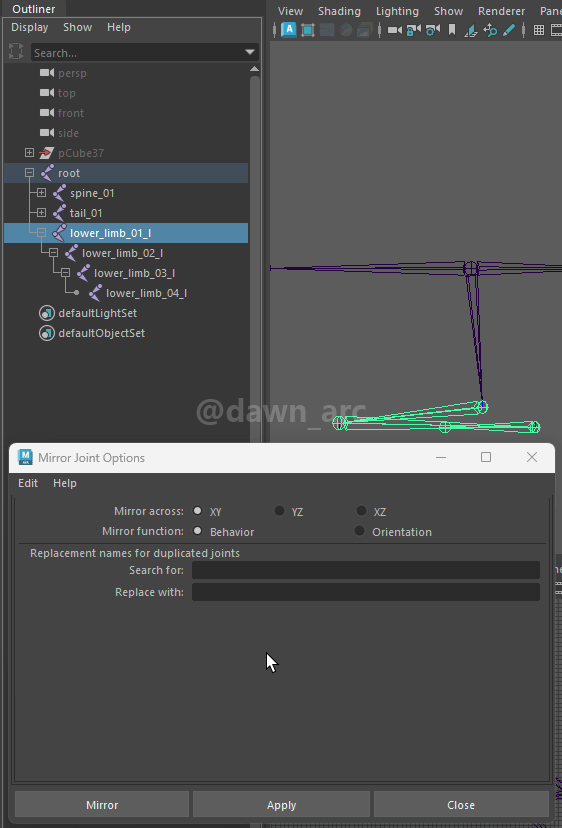 Outliner
Display Show Help
Search...
persp
top
front
side
pCube37
root
spine_01
tail_01
lower_limb_01_l
lower_limb_02_l
lower_limb_03_l
lower_limb_04_l
defaultLightSet
defaultObjectSet
View Shading Lighting Show Renderer Pane
@dawn_arc
Mirror Joint Options
Edit Help
Mirror across: XY YZ XZ
Mirror function: Behavior Orientation
Replacement names for duplicated joints
Search for:
Replace with:
Mirror Apply Close